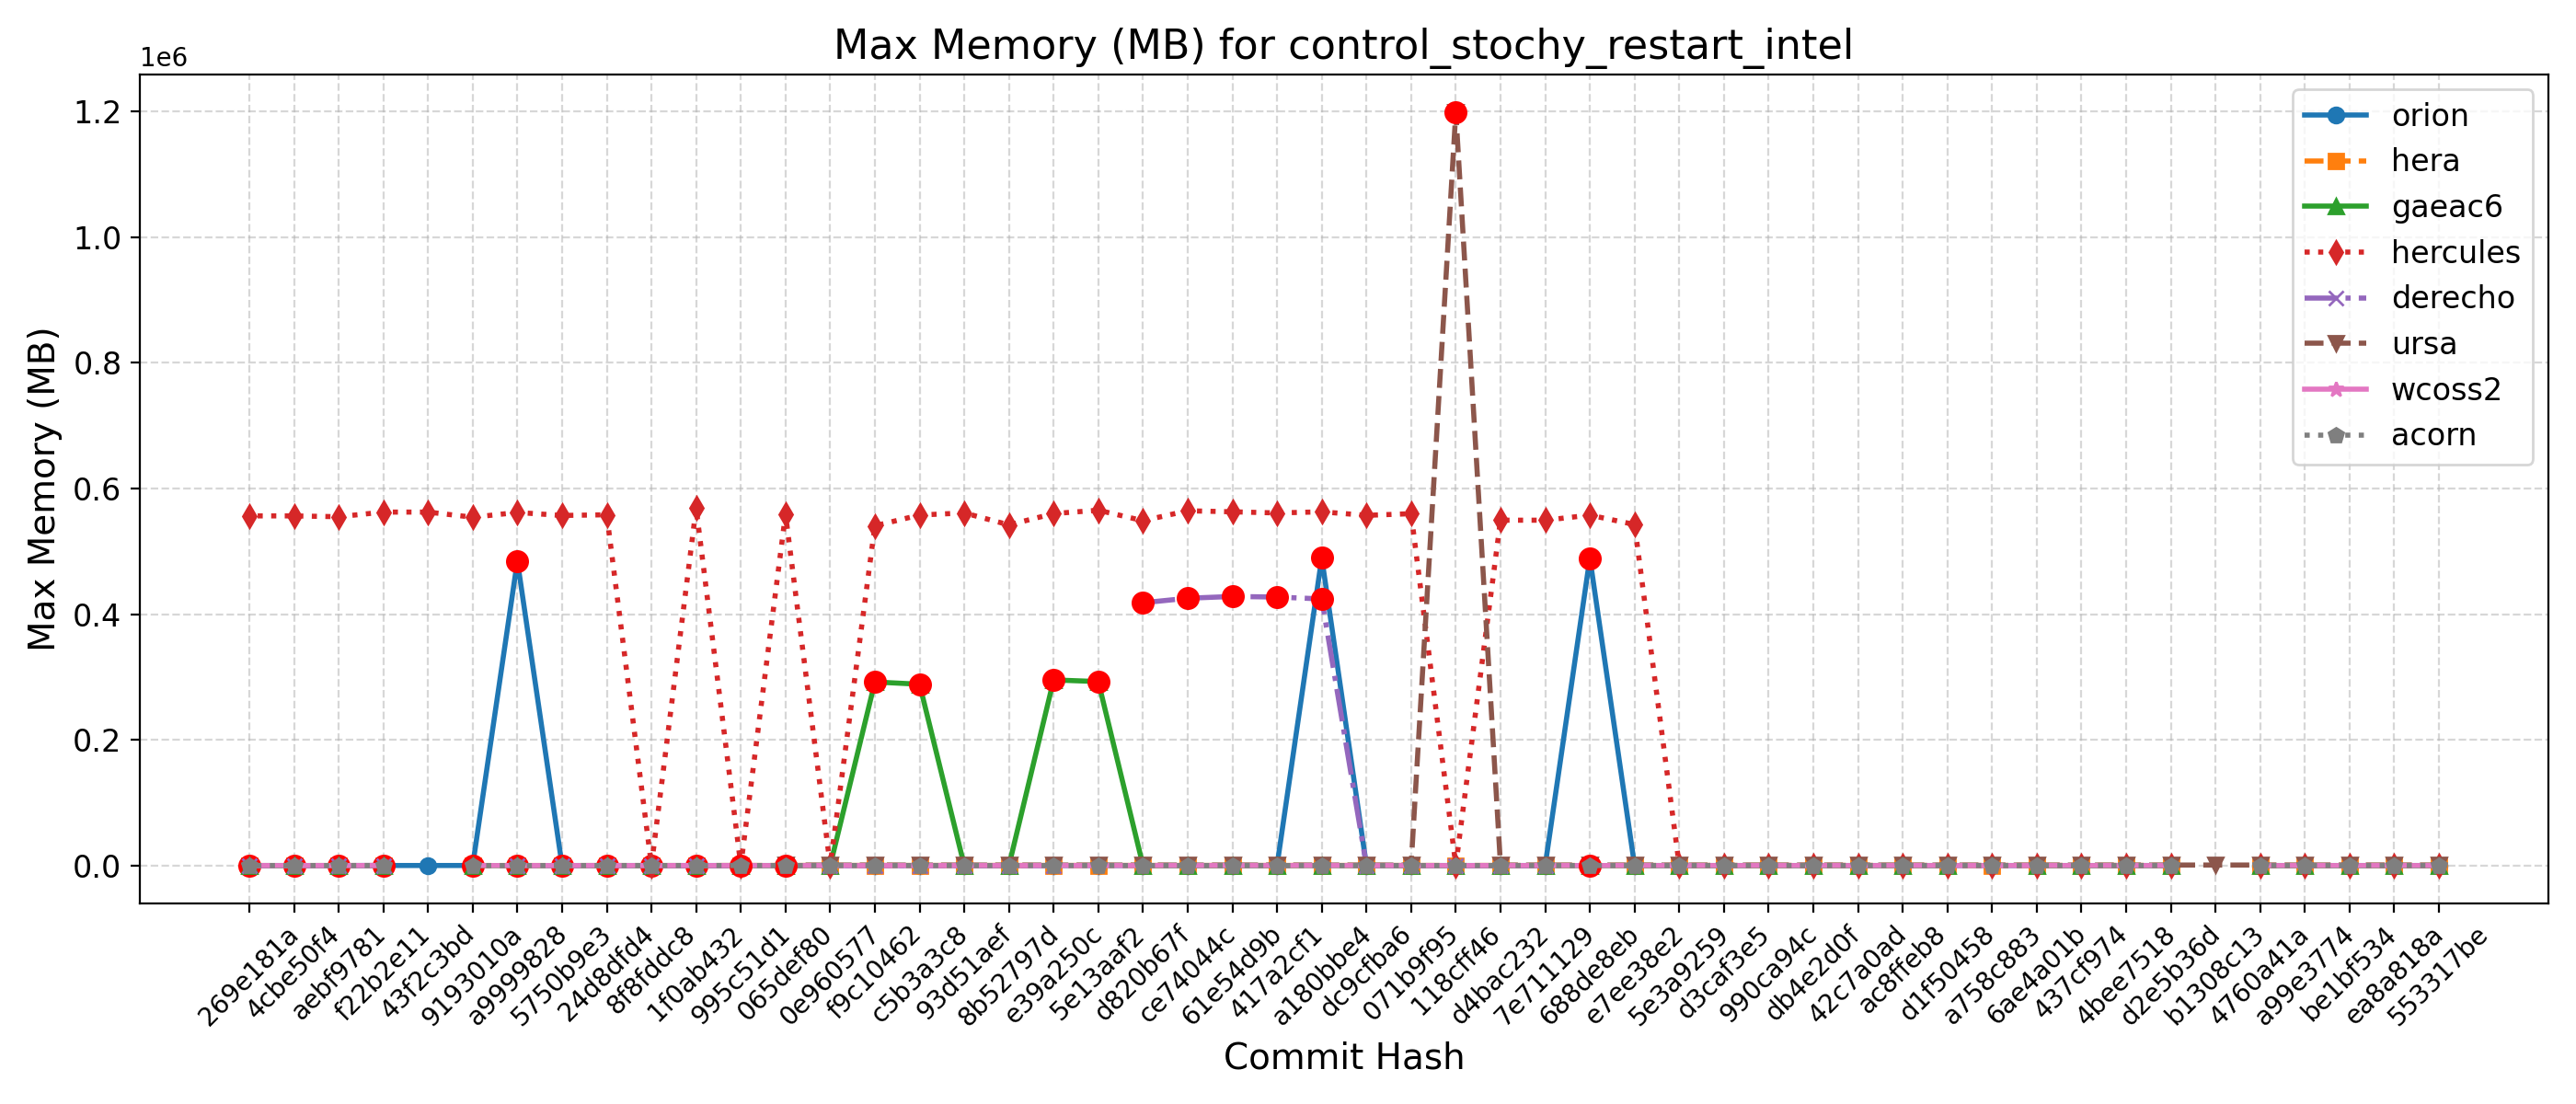 Max Memory (MB) for control_stochy_restart_intel
1e6
1.2
1.0
0.8
0.6
0.4
0.2
0.0
Max Memory (MB)
orion
hera
gaeac6
hercules
derecho
ursa
wcoss2
acorn
269e181a
4cbe50f4
aebf9781
f22b2e11
43f2c3bd
9193010a
a9999828
5750b9e3
24d8dfd4
8f8fddc8
1f0ab432
995c51d1
065def80
0e960577
f9c10462
c5b3a3c8
93d51aef
8b52797d
e39a250c
5e13aaf2
d820b67f
ce74044c
61e54d9b
417a2cf1
a180bbe4
dc9cfba6
071b9f95
118cff46
d4bac232
7e711129
688de8eb
e7ee38e2
5e3a9259
d3caf3e5
990ca94c
db4e2d0f
42c7a0ad
ac8ffeb8
d1f50458
a758c883
6ae4a01b
437cf974
4bee7518
d2e5b36d
b1308c13
4760a41a
a99e3774
be1bf534
ea8a818a
553317be
Commit Hash